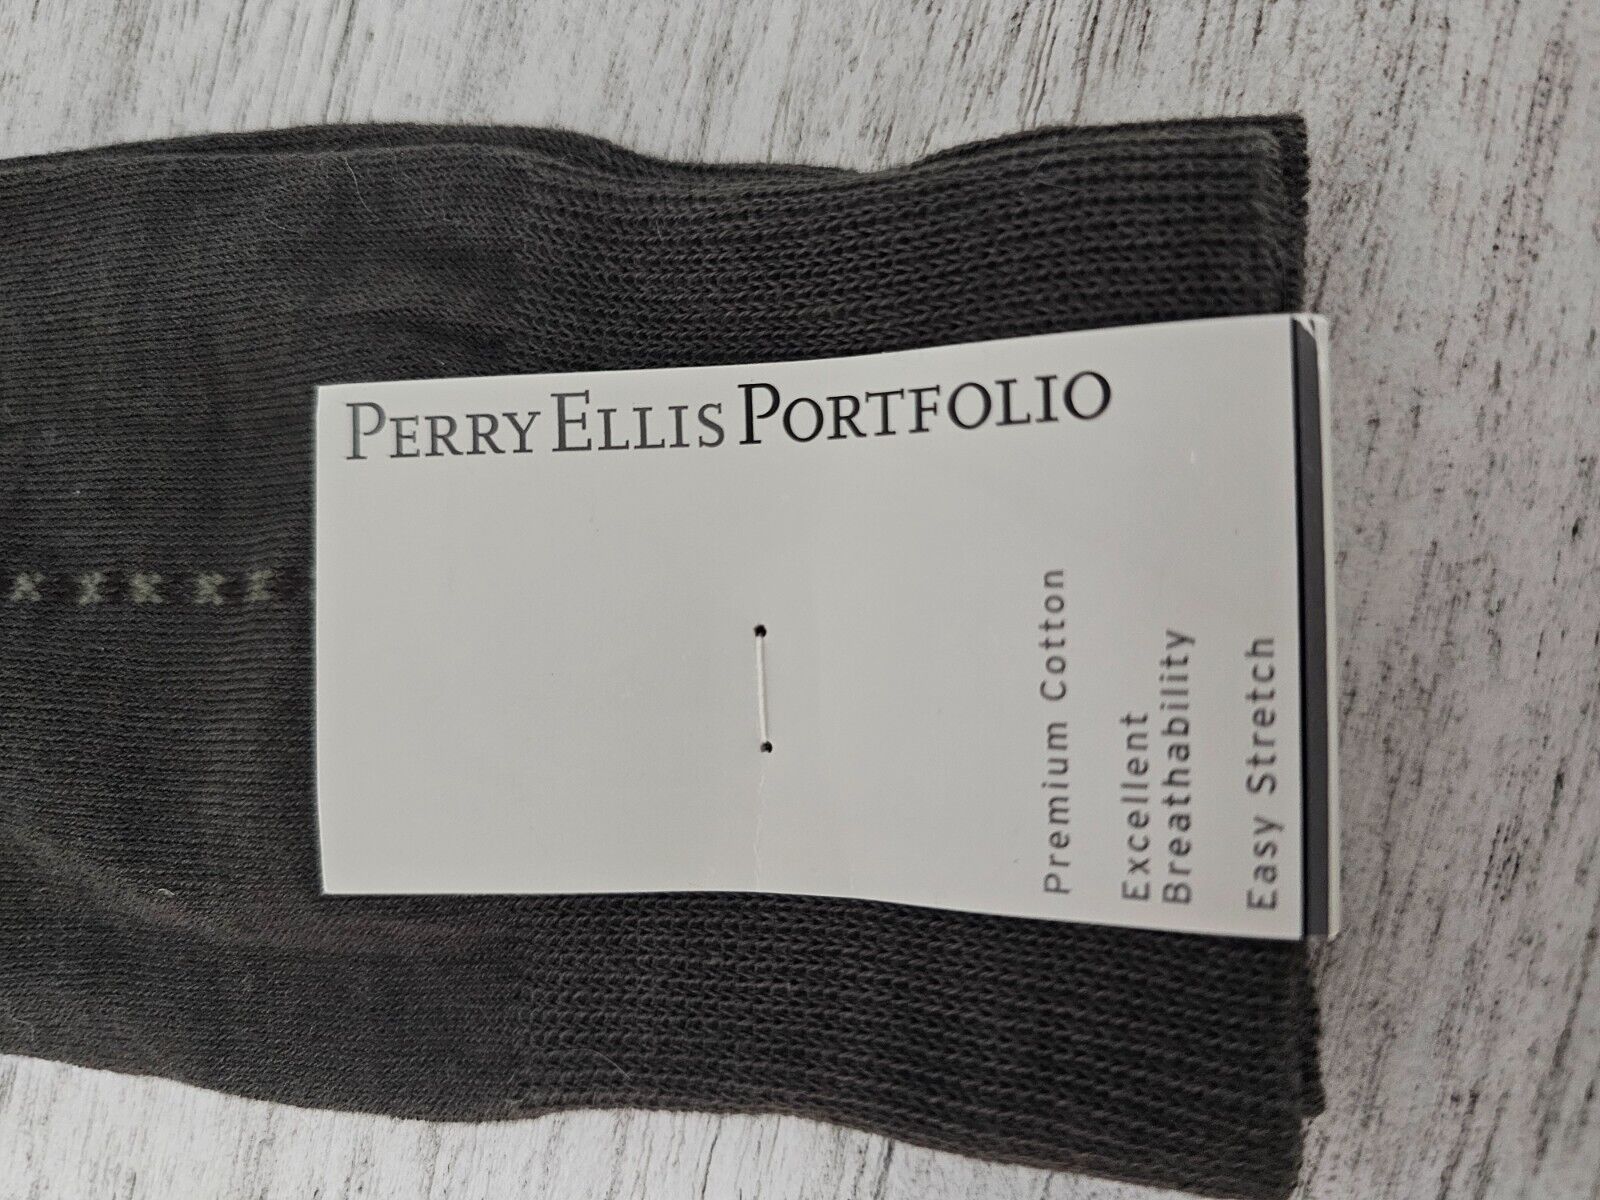 PERRY ELLIS PORTFOLIO
Premium Cotton
Excellent
Breathability
Easy Stretch